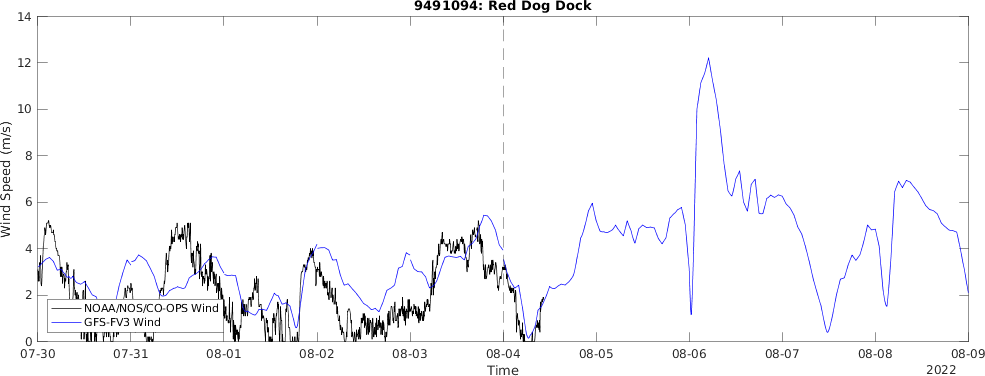 9491094: Red Dog Dock
Wind Speed (m/s)
14
12
10
8
6
4
2
0
NOAA/NOS/CO-OPS Wind
GFS-FV3 Wind
07-30 07-31 08-01 08-02 08-03 08-04 08-05 08-06 08-07 08-08 08-09
Time
2022